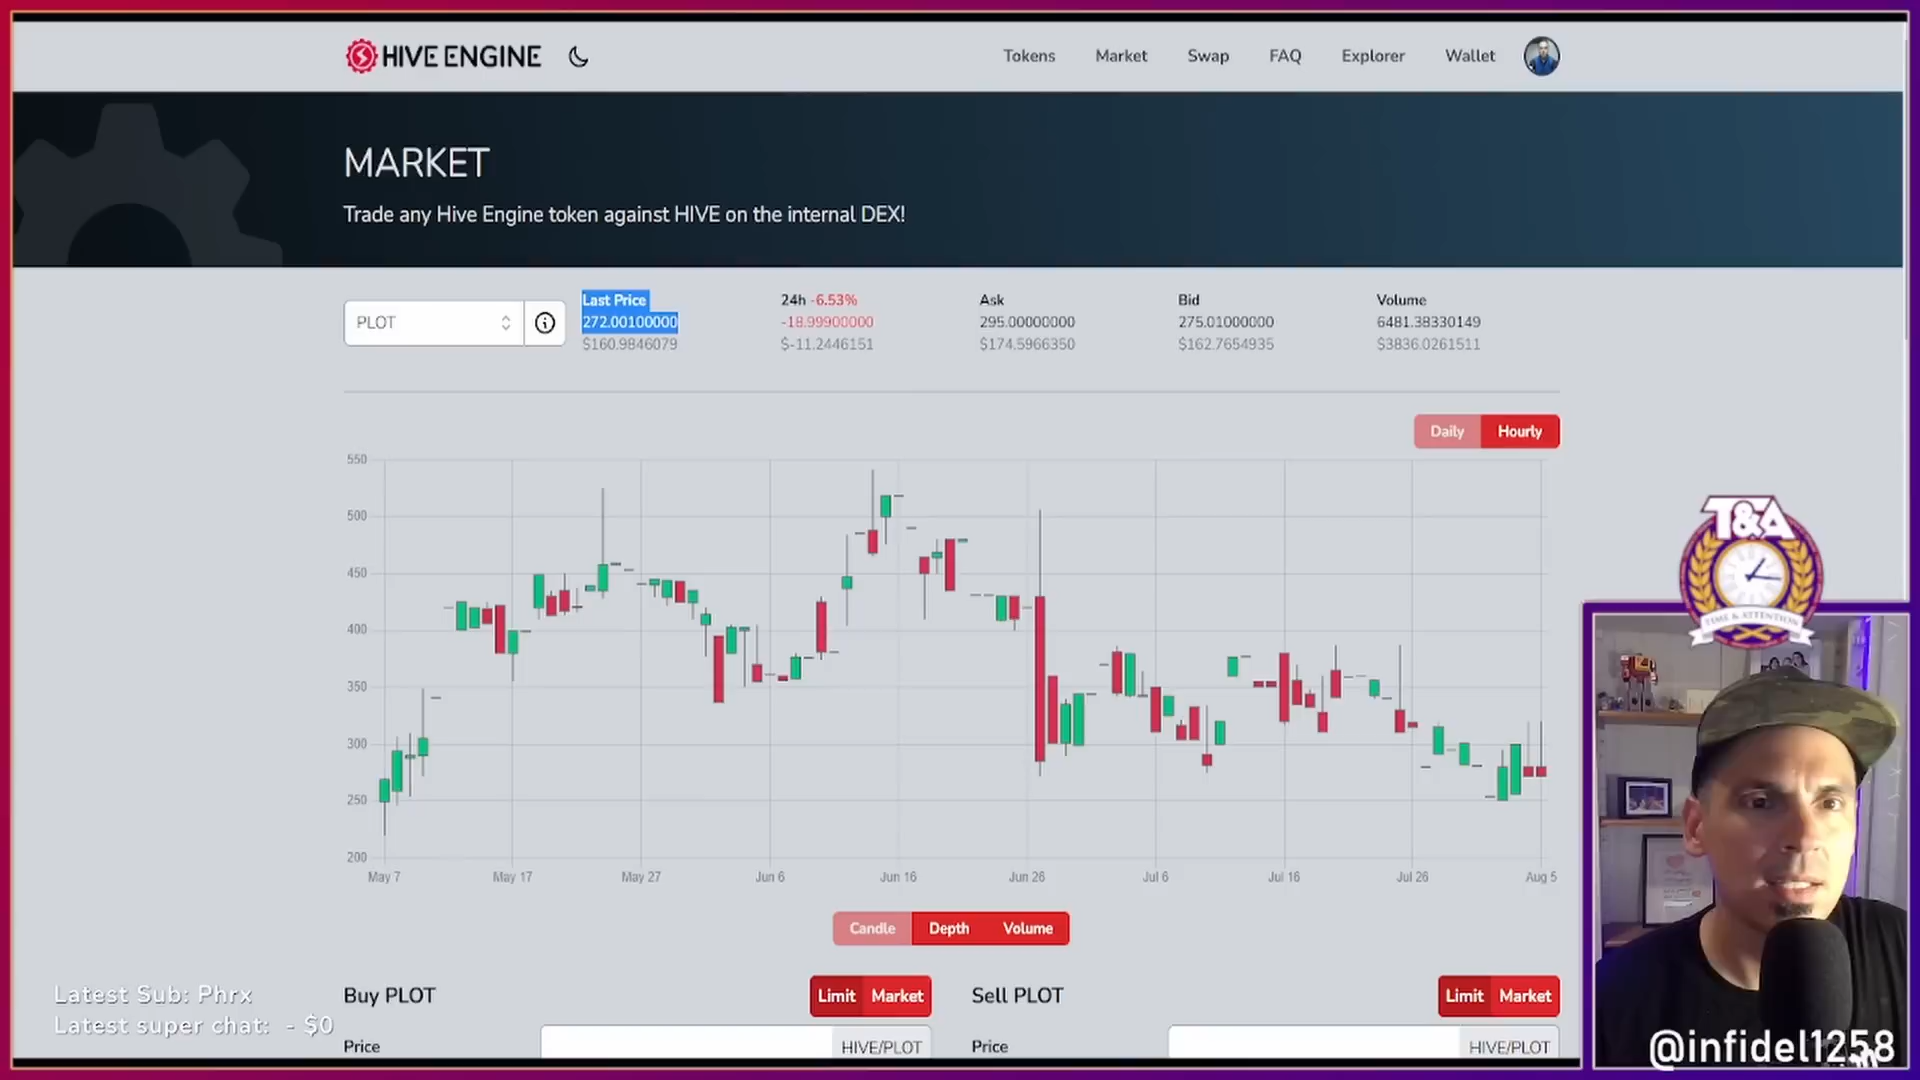 HIVE ENGINE
Tokens Market Swap FAQ Explorer Wallet
MARKET
Trade any Hive Engine token against HIVE on the internal DEX!
PLOT
Last Price
272.00100000
$160.9846079
24h -6.53%
-18.99900000
$-11.2446151
Ask
295.00000000
$174.5966350
Bid
275.01000000
$162.7654935
Volume
6481.38330149
$3836.0261511
Daily Hourly
550
500
450
400
350
300
250
200
May 7 May 17 May 27 Jun 6 Jun 16 Jun 26 Jul 6 Jul 16 Jul 26 Aug 5
Candle Depth Volume
Buy PLOT
Limit Market
Price
HIVE/PLOT
Sell PLOT
Limit Market
Price
HIVE/PLOT
Latest Sub: Phrx
Latest super chat: - $0
T&A
TIME & ATTENTION
@infidel1258